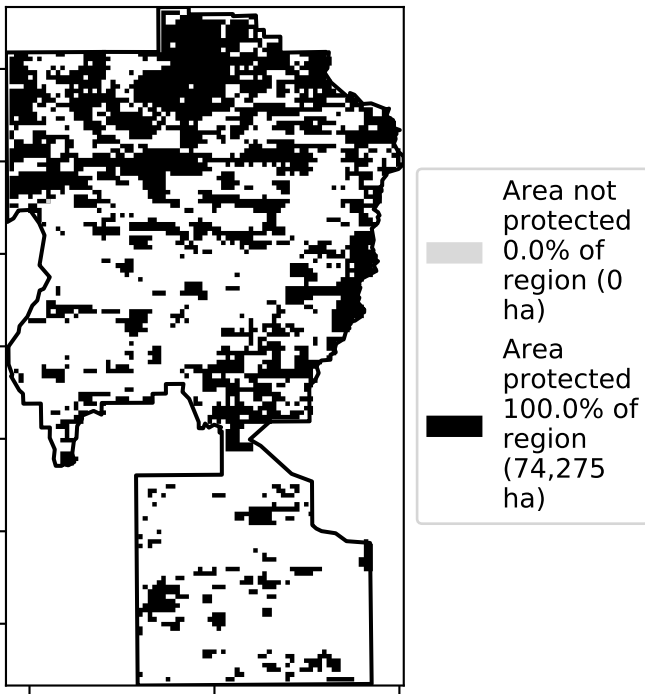 Area not
protected
0.0% of
region (0
ha)
Area
protected
100.0% of
region
(74,275
ha)